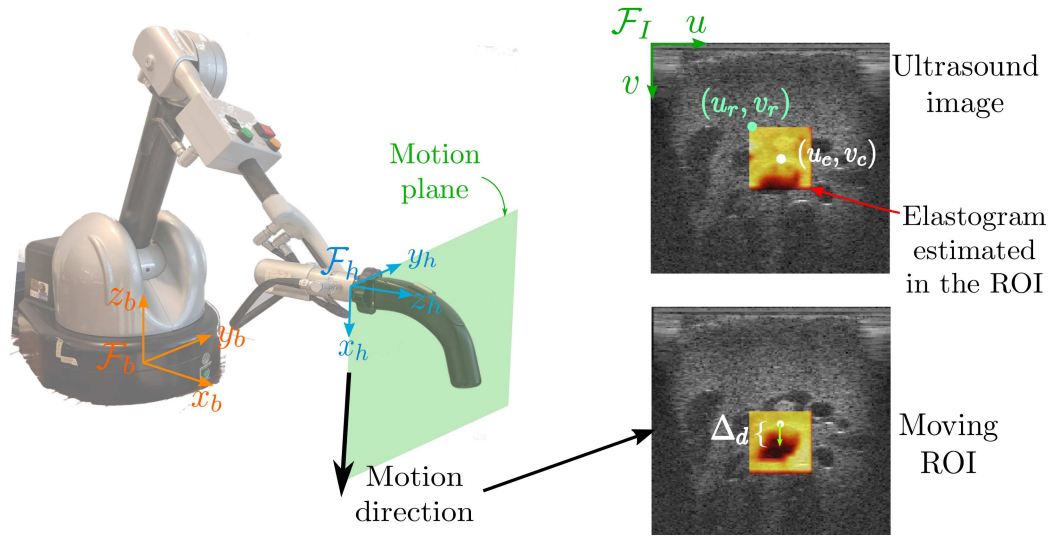 Motion
plane
𝓕_h
y_h
z_h
x_h
z_b
y_b
𝓕_b
x_b
Motion
direction
𝓕_I
u
v
(u_r, v_r)
(u_c, v_c)
Ultrasound
image
Elastogram
estimated
in the ROI
Δ_d {
Moving
ROI